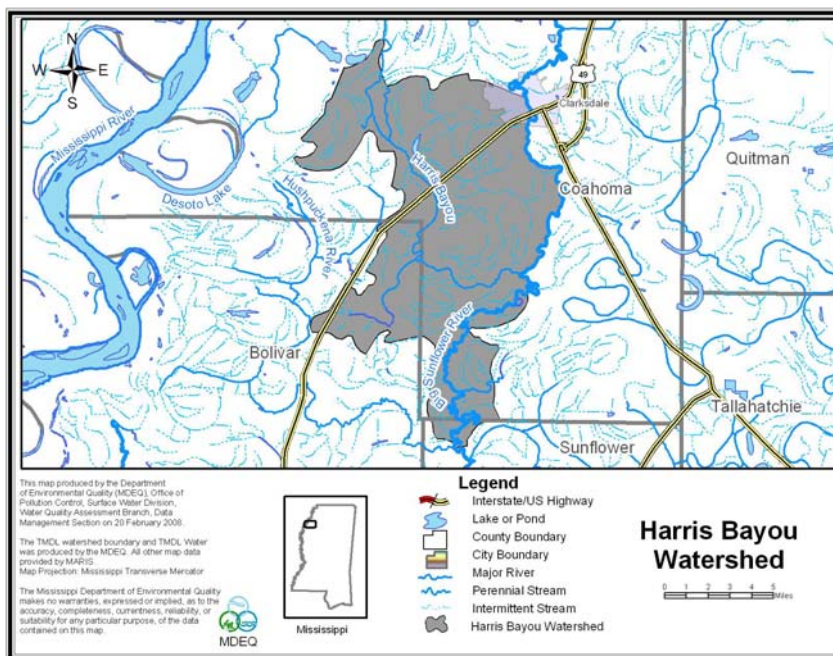 N
W E
S
Mississippi River
Desoto Lake
Hushpuckena River
Harris Bayou
49
Clarksdale
Quitman
Coahoma
Bolivar
Big Sunflower River
Tallahatchie
Sunflower
This map produced by the Department
of Environmental Quality (MDEQ), Office of
Pollution Control, Surface Water Division,
Water Quality Assessment Branch, Data
Management Section on 20 February 2008.
The TMDL watershed boundary and TMDL Water
was produced by the MDEQ. All other map data
provided by MARIS.
Map Projection: Mississippi Transverse Mercator
The Mississippi Department of Environmental Quality
makes no warranties, expressed or implied, as to the
accuracy, completeness, currentness, reliability, or
suitability for any particular purpose, of the data
contained on this map.
MDEQ
Mississippi
Legend
Interstate/US Highway
Lake or Pond
County Boundary
City Boundary
Major River
Perennial Stream
Intermittent Stream
Harris Bayou Watershed
Harris Bayou
Watershed
0 1 2 3 4 5
Miles